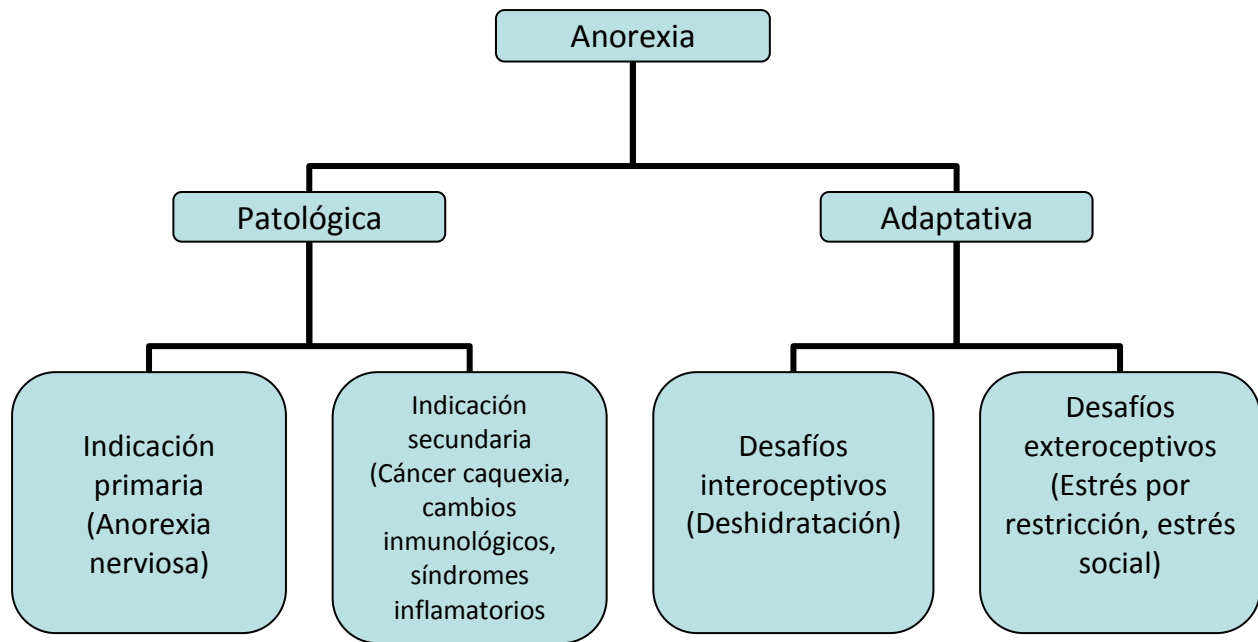 Anorexia
Patológica
Adaptativa
Indicación
primaria
(Anorexia
nerviosa)
Indicación
secundaria
(Cáncer caquexia,
cambios
inmunológicos,
síndromes
inflamatorios
Desafíos
interoceptivos
(Deshidratación)
Desafíos
exteroceptivos
(Estrés por
restricción, estrés
social)